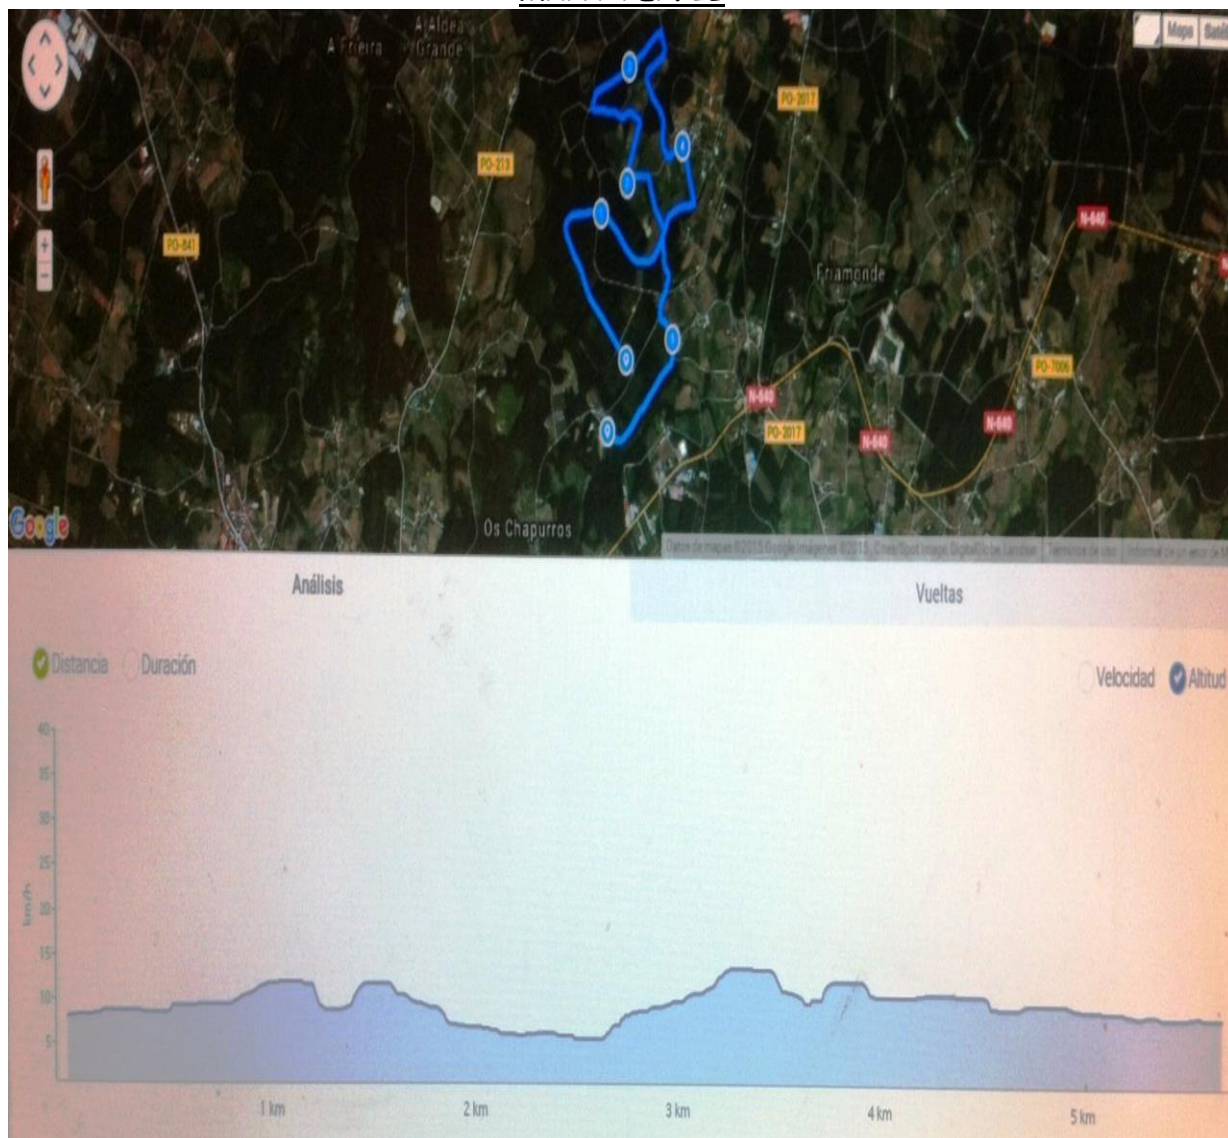 A Aldea
Grande
A Frieira
Mapa
PO-2017
PO-213
N-640
PO-841
Friamonde
PO-7006
N-640
N-640
PO-2017
N-640
Os Chapurros
Google
Análisis
Vueltas
Distancia
Duración
Velocidad
Altitud
40
35
30
25
20
15
10
5
km/h
1 km
2 km
3 km
4 km
5 km